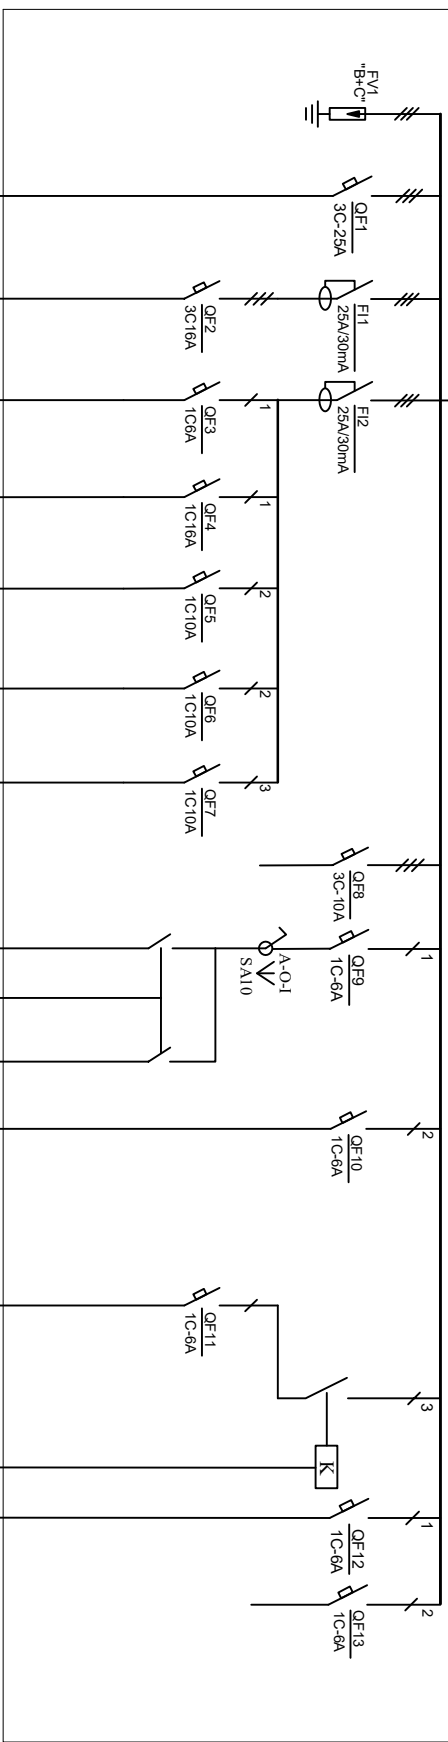 FV1
"B+C"
QF1
3C-25A
QF2
3C16A
FI1
25A/30mA
QF3
1C6A
1
FI2
25A/30mA
QF4
1C16A
1
QF5
1C10A
2
QF6
1C10A
2
QF7
1C10A
3
QF8
3C-10A
QF9
1C-6A
1
A-O-I
SA10
QF10
1C-6A
2
QF11
1C-6A
3
K
QF12
1C-6A
1
QF13
1C-6A
2